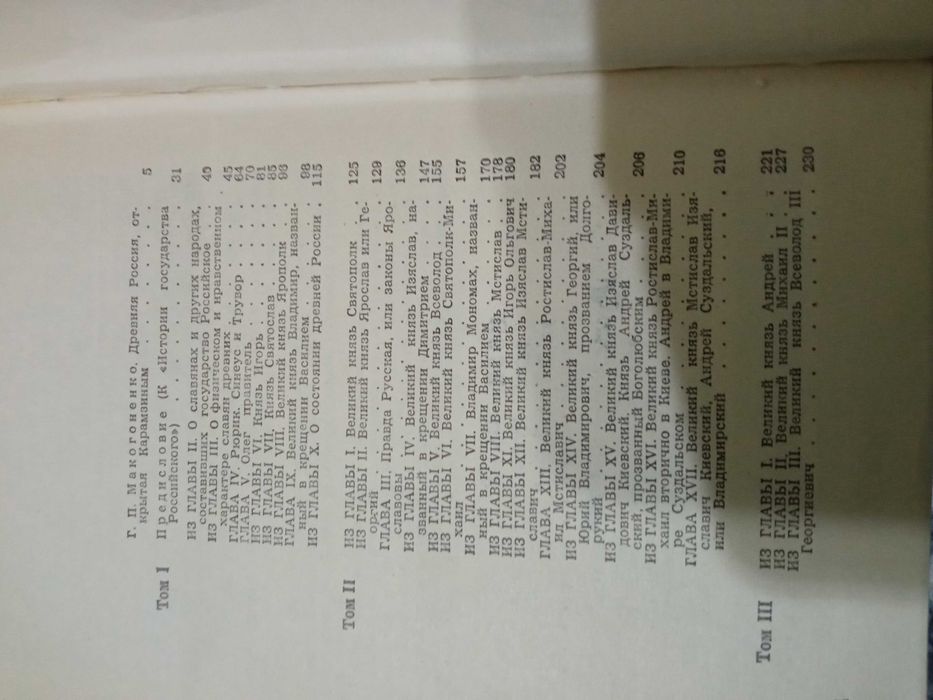 Г. П. Макогоненко. Древняя Россия, от-
крытая Карамзиным . . . . . . . 5
Том I
Предисловие (К «Истории государства
Российского») . . . . . . . . 31
ИЗ ГЛАВЫ II. О славянах и других народах,
составивших государство Российское . 40
ИЗ ГЛАВЫ III. О физическом и нравственном
характере славян древних . . . . 45
ГЛАВА IV. Рюрик, Синеус и Трувор . . . 64
ГЛАВА V. Олег правитель . . . . . 70
ИЗ ГЛАВЫ VI. Князь Игорь . . . . . 81
ИЗ ГЛАВЫ VII. Князь Святослав . . . . 85
ИЗ ГЛАВЫ VIII. Великий князь Ярополк . 96
ГЛАВА IX. Великий князь Владимир, назван-
ный в крещении Василием . . . . 98
ИЗ ГЛАВЫ X. О состоянии древней России . 115
Том II
ИЗ ГЛАВЫ I. Великий князь Святополк 125
ИЗ ГЛАВЫ II. Великий князь Ярослав или Ге-
оргий . . . . . . . . . . 129
ГЛАВА III. Правда Русская, или законы Яро-
славовы . . . . . . . . . 136
ИЗ ГЛАВЫ IV. Великий князь Изяслав, на-
званный в крещении Димитрием . . 147
ИЗ ГЛАВЫ V. Великий князь Всеволод . 155
ИЗ ГЛАВЫ VI. Великий князь Святополк-Ми-
хаил . . . . . . . . . . 157
ИЗ ГЛАВЫ VII. Владимир Мономах, назван-
ный в крещении Василием . . . . 170
ИЗ ГЛАВЫ VIII. Великий князь Мстислав . . 178
ИЗ ГЛАВЫ XI. Великий князь Игорь Ольгович 180
ИЗ ГЛАВЫ XII. Великий князь Изяслав Мсти-
славич . . . . . . . . . . 182
ГЛАВА XIII. Великий князь Ростислав-Миха-
ил Мстиславич . . . . . . . . 202
ИЗ ГЛАВЫ XIV. Великий князь Георгий, или
Юрий Владимирович, прозванием Долго-
рукий . . . . . . . . . . 204
ИЗ ГЛАВЫ XV. Великий князь Изяслав Дави-
дович Киевский. Князь Андрей Суздаль-
ский, прозванный Боголюбским . . . 206
ИЗ ГЛАВЫ XVI. Великий князь Ростислав-Ми-
хаил вторично в Киеве. Андрей в Владими-
ре Суздальском . . . . . . . 210
ГЛАВА XVII. Великий князь Мстислав Изя-
славич Киевский, Андрей Суздальский,
или Владимирский . . . . . . . 216
Том III
ИЗ ГЛАВЫ I. Великий князь Андрей . . . 221
ИЗ ГЛАВЫ II. Великий князь Михаил II . . 227
ИЗ ГЛАВЫ III. Великий князь Всеволод III
Георгиевич . . . . . . . . . 230